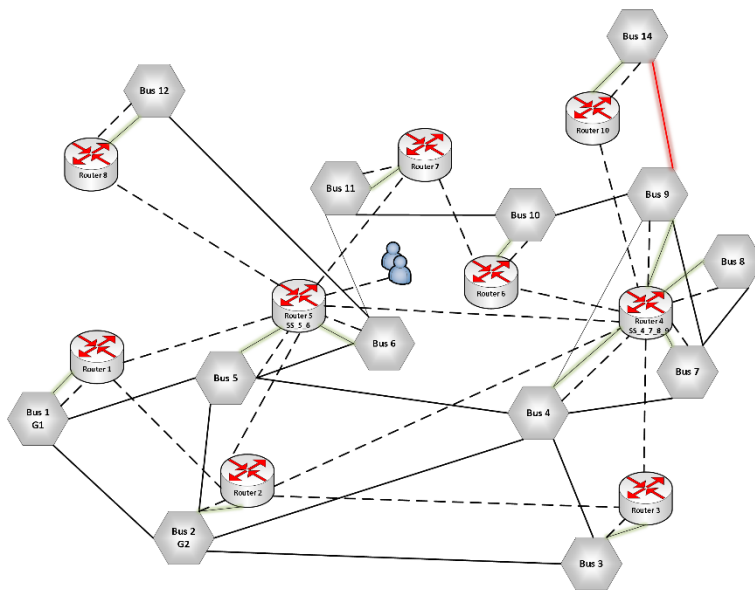 Bus 14
Bus 12
Router 10
Router 8
Router 7
Bus 11
Bus 9
Bus 10
Bus 8
Router 6
Router 5
SS_5_6
Router 4
SS_4_7_8_9
Bus 6
Router 1
Bus 5
Bus 7
Bus 1
G1
Bus 4
Router 2
Router 3
Bus 2
G2
Bus 3